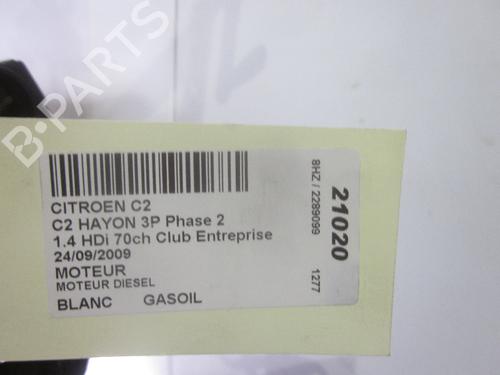 B-PARTS
CITROEN C2
C2 HAYON 3P Phase 2
1.4 HDi 70ch Club Entreprise
24/09/2009
MOTEUR
MOTEUR DIESEL
BLANC GASOIL
8HZ / 2289099
1277
21020